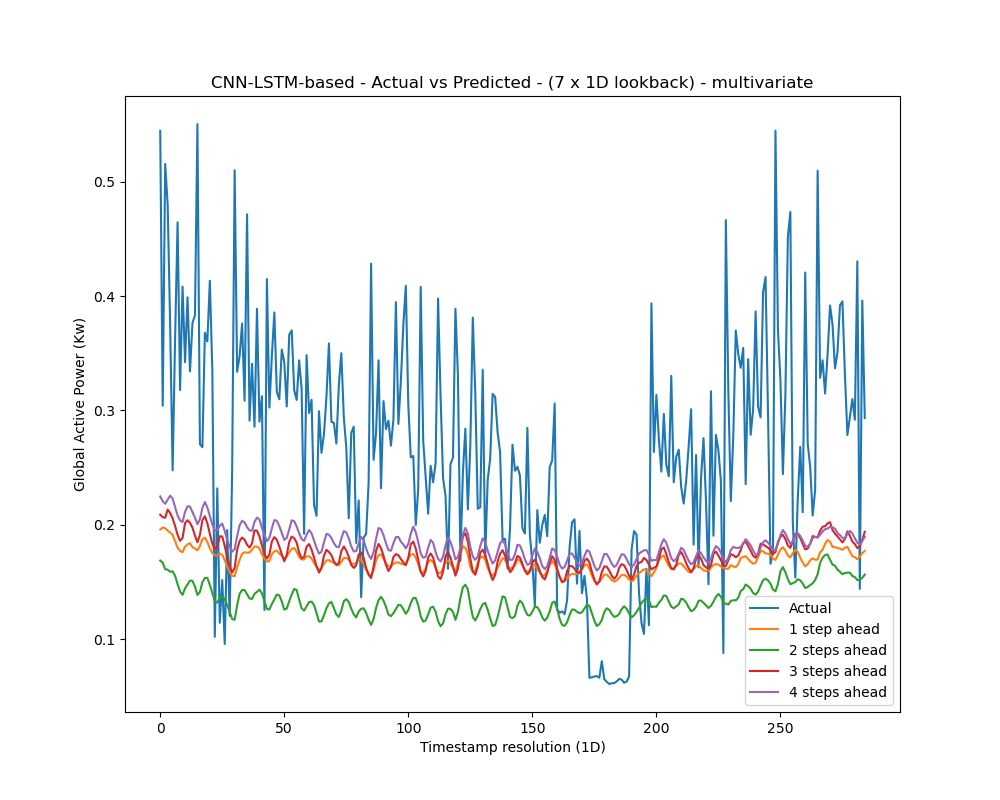 CNN-LSTM-based - Actual vs Predicted - (7 x 1D lookback) - multivariate
Global Active Power (Kw)
0.5
0.4
0.3
0.2
0.1
0 50 100 150 200 250
Timestamp resolution (1D)
Actual
1 step ahead
2 steps ahead
3 steps ahead
4 steps ahead